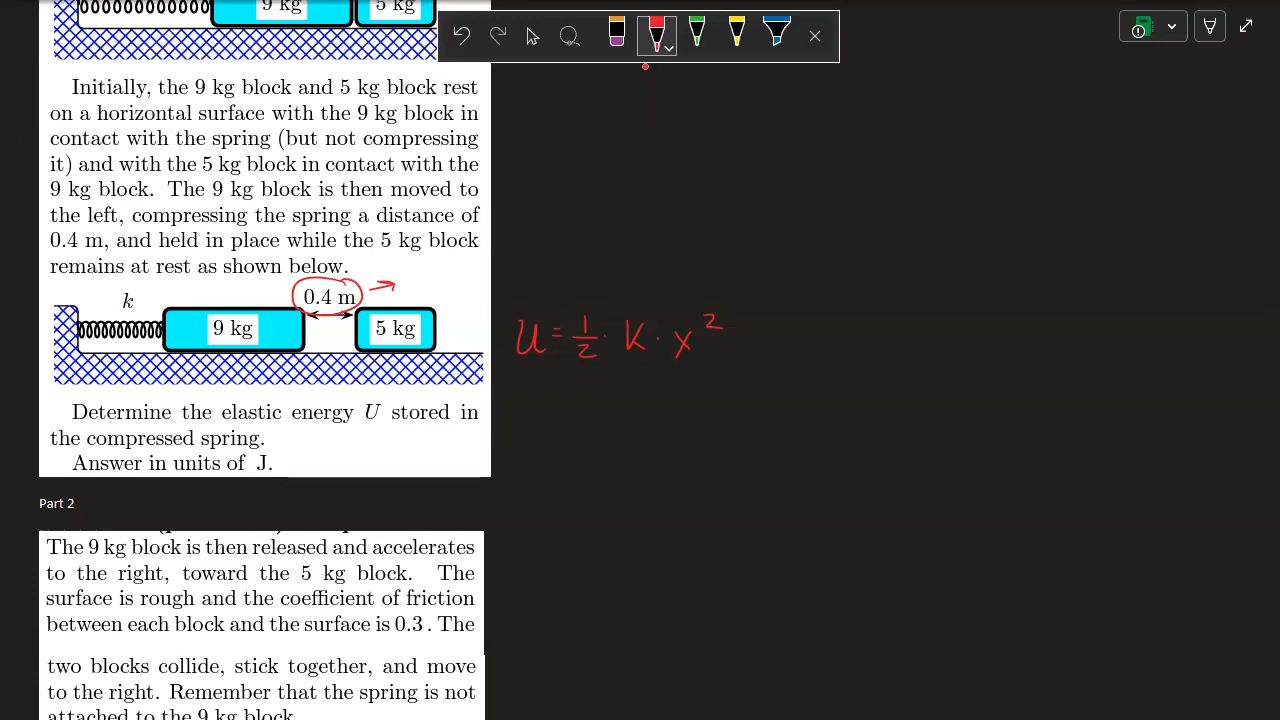 9 kg
5 kg
Initially, the 9 kg block and 5 kg block rest
on a horizontal surface with the 9 kg block in
contact with the spring (but not compressing
it) and with the 5 kg block in contact with the
9 kg block. The 9 kg block is then moved to
the left, compressing the spring a distance of
0.4 m, and held in place while the 5 kg block
remains at rest as shown below.
k
0.4 m
9 kg
5 kg
U = 1/2 · K · x²
Determine the elastic energy U stored in
the compressed spring.
Answer in units of J.
Part 2
The 9 kg block is then released and accelerates
to the right, toward the 5 kg block. The
surface is rough and the coefficient of friction
between each block and the surface is 0.3 . The
two blocks collide, stick together, and move
to the right. Remember that the spring is not
attached to the 9 kg block